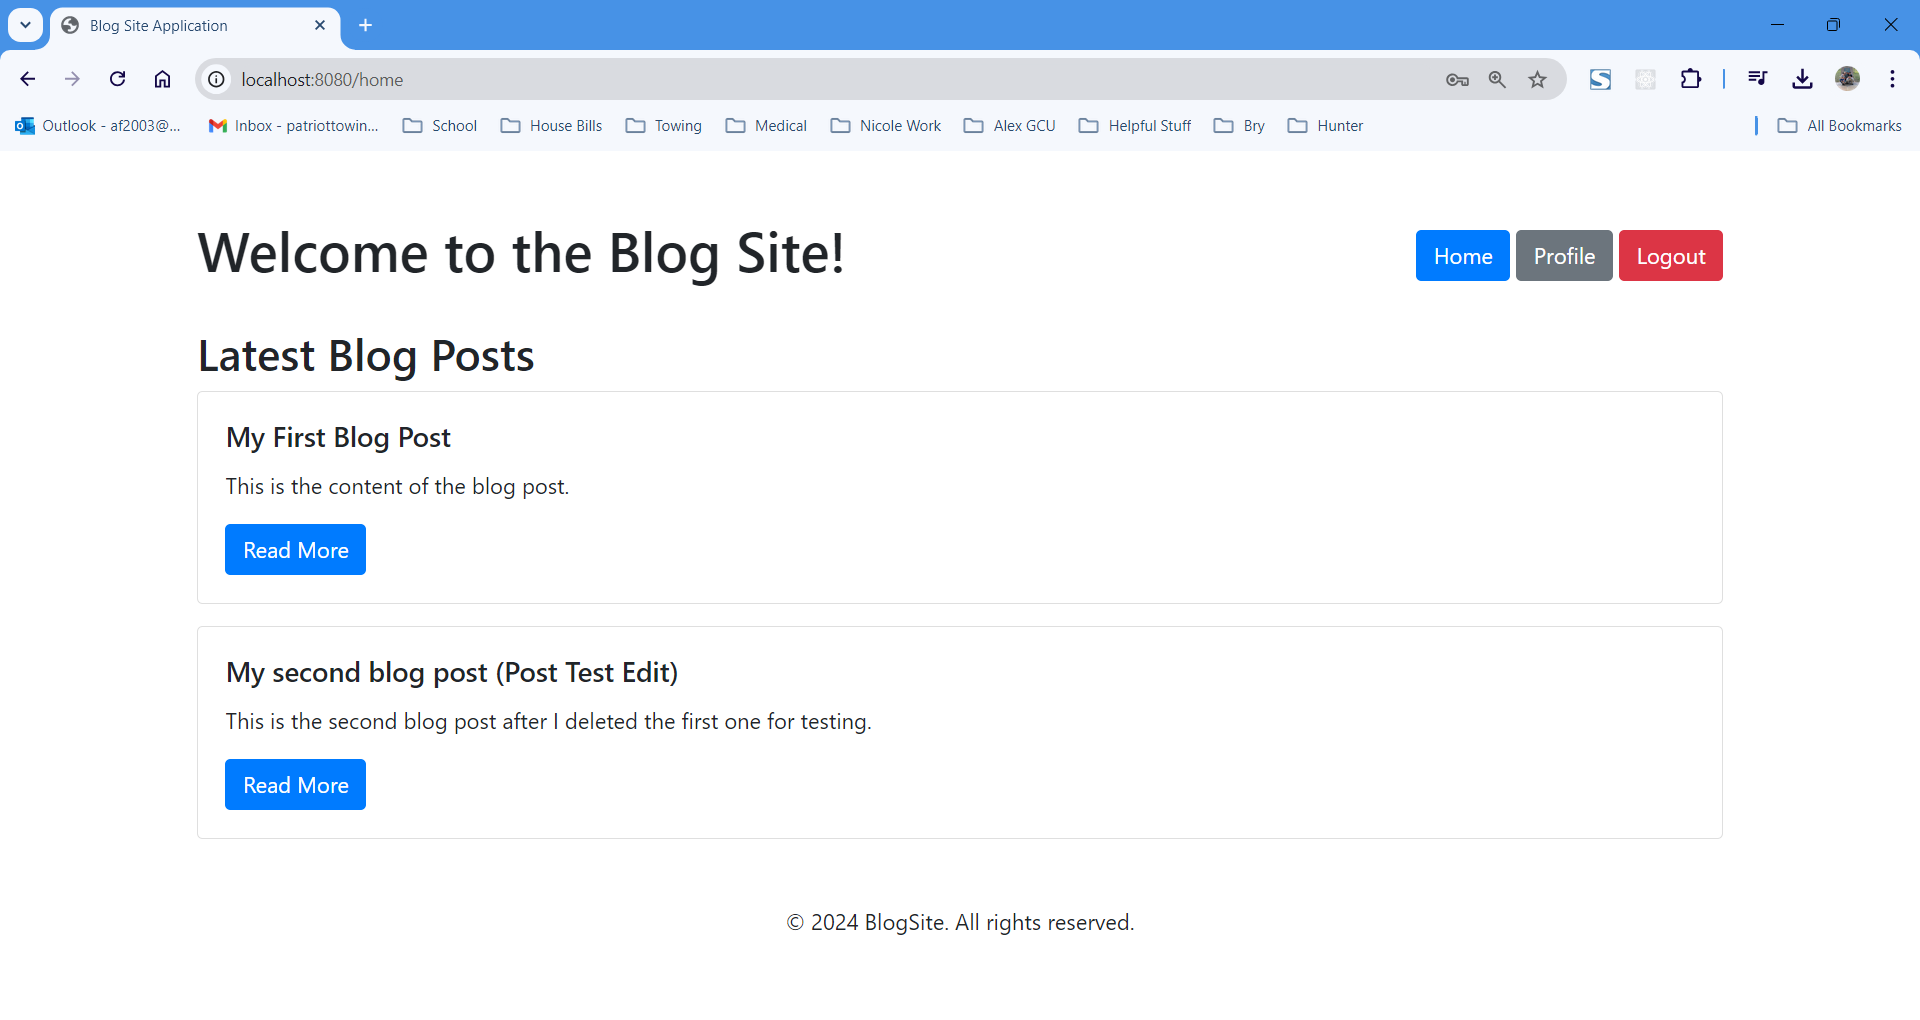 Blog Site Application
localhost:8080/home
Outlook - af2003@... Inbox - patriottowin... School House Bills Towing Medical Nicole Work Alex GCU Helpful Stuff Bry Hunter All Bookmarks
Welcome to the Blog Site!
Home Profile Logout
Latest Blog Posts
My First Blog Post
This is the content of the blog post.
Read More
My second blog post (Post Test Edit)
This is the second blog post after I deleted the first one for testing.
Read More
© 2024 BlogSite. All rights reserved.